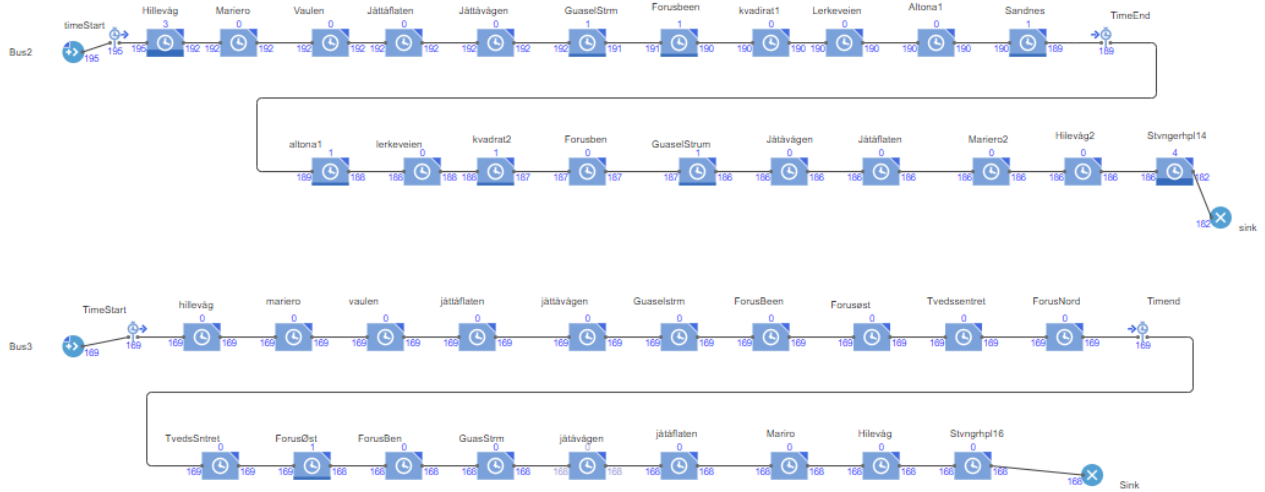 timeStart Hillevåg Mariero Vaulen Jåttåflaten Jåttåvågen GuaselStrm Forusbeen kvadirat1 Lerkeveien Altona1 Sandnes TimeEnd
3 0 0 0 0 1 1 0 0 0 1
Bus2 195 195 195 192 192 192 192 192 192 192 192 192 192 191 191 190 190 190 190 190 190 190 190 189 189
altona1 lerkeveien kvadrat2 Forusben GuaselStrum Jåtåvågen Jåtåflaten Mariero2 Hilevåg2 Stvngerhpl14
1 0 1 0 1 0 0 0 0 4
189 188 188 188 188 187 187 187 187 186 186 186 186 186 186 186 186 186 186 182
182 sink
TimeStart hillevåg mariero vaulen jåttåflaten jåttåvågen Guaselstrm ForusBeen Forusøst Tvedssentret ForusNord Timend
0 0 0 0 0 0 0 0 0 0
Bus3 169 169 169 169 169 169 169 169 169 169 169 169 169 169 169 169 169 169 169 169 169 169 169
TvedsSntret ForusØst ForusBen GuasStrm jåtåvågen jåtåflaten Mariro Hilevåg Stvngrhpl16
0 1 0 0 0 0 0 0 0
169 169 169 168 168 168 168 168 168 168 168 168 168 168 168 168 168 168 168 Sink